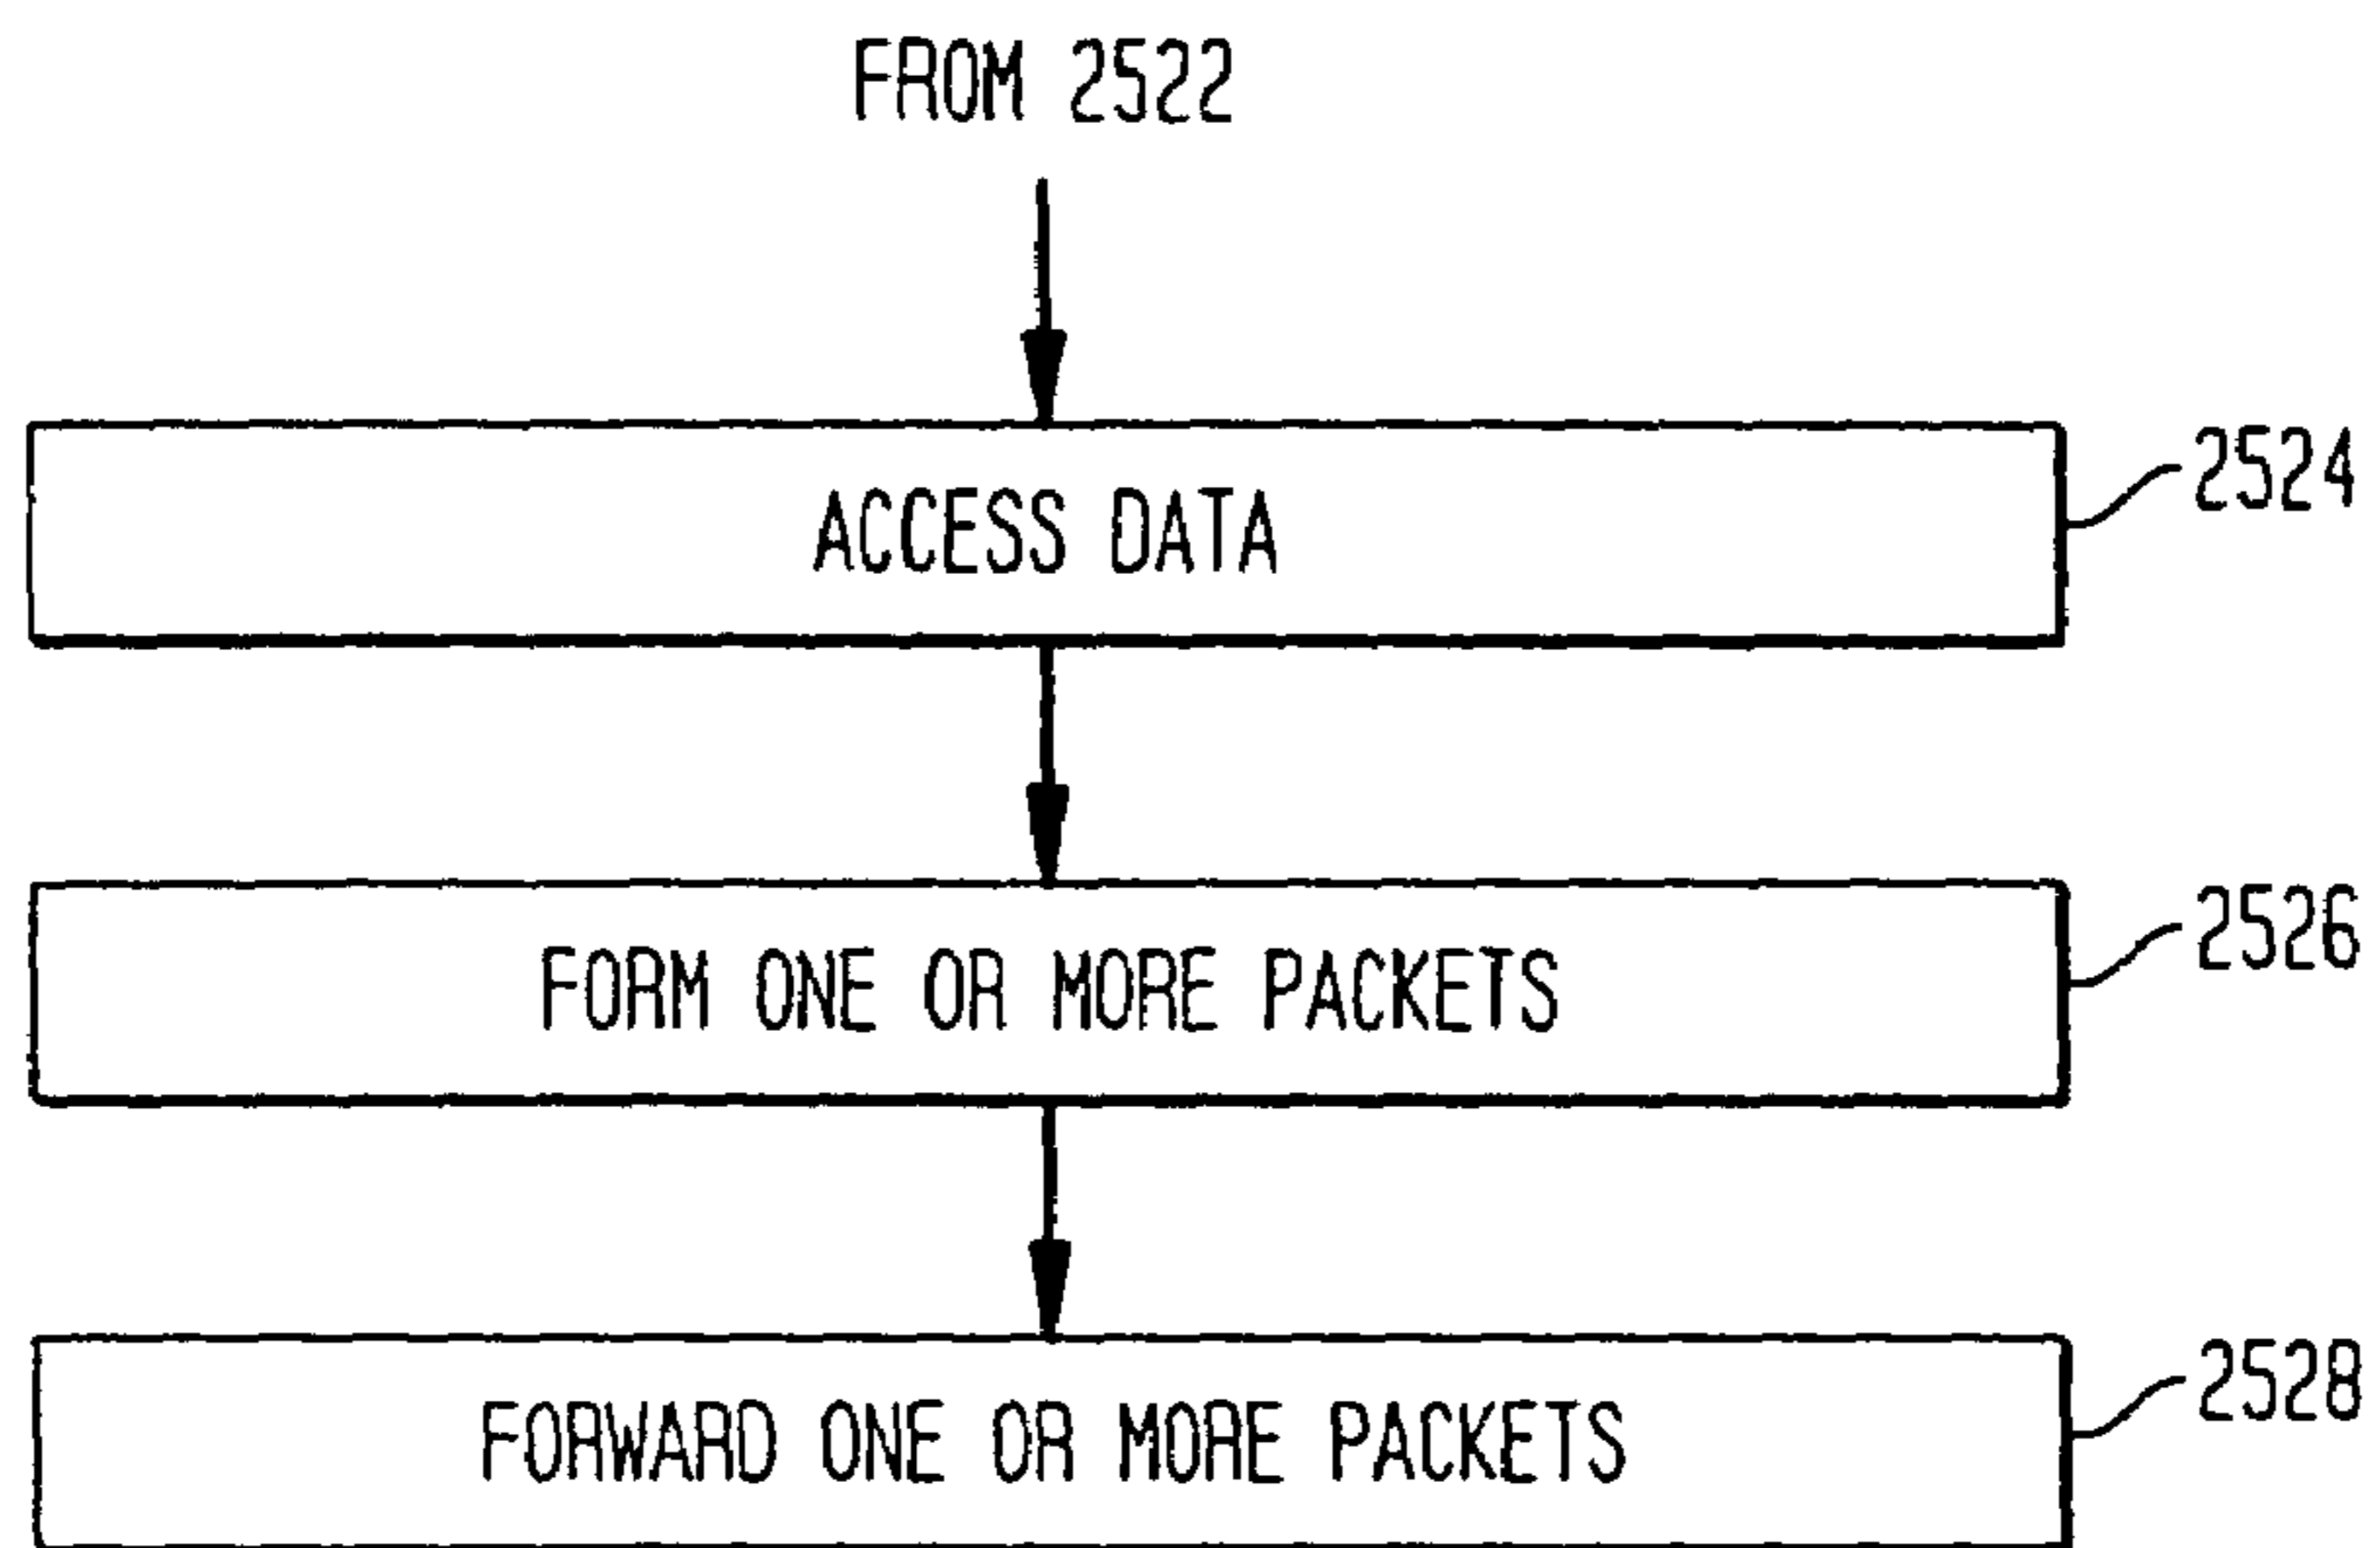 FROM 2522
ACCESS DATA
2524
FORM ONE OR MORE PACKETS
2526
FORWARD ONE OR MORE PACKETS
2528